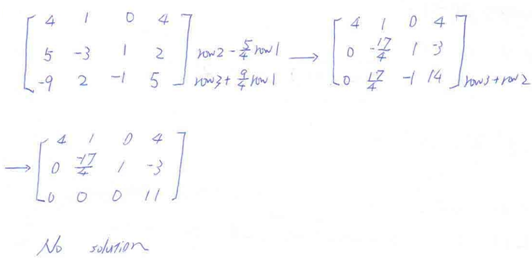 4 1 0 4
5 -3 1 2 row2 - 5/4 row1
-9 2 -1 5 row3 + 9/4 row1
→ 4 1 0 4
0 -17/4 1 -3
0 17/4 -1 14 row3 + row2
→ 4 1 0 4
0 -17/4 1 -3
0 0 0 11
No solution